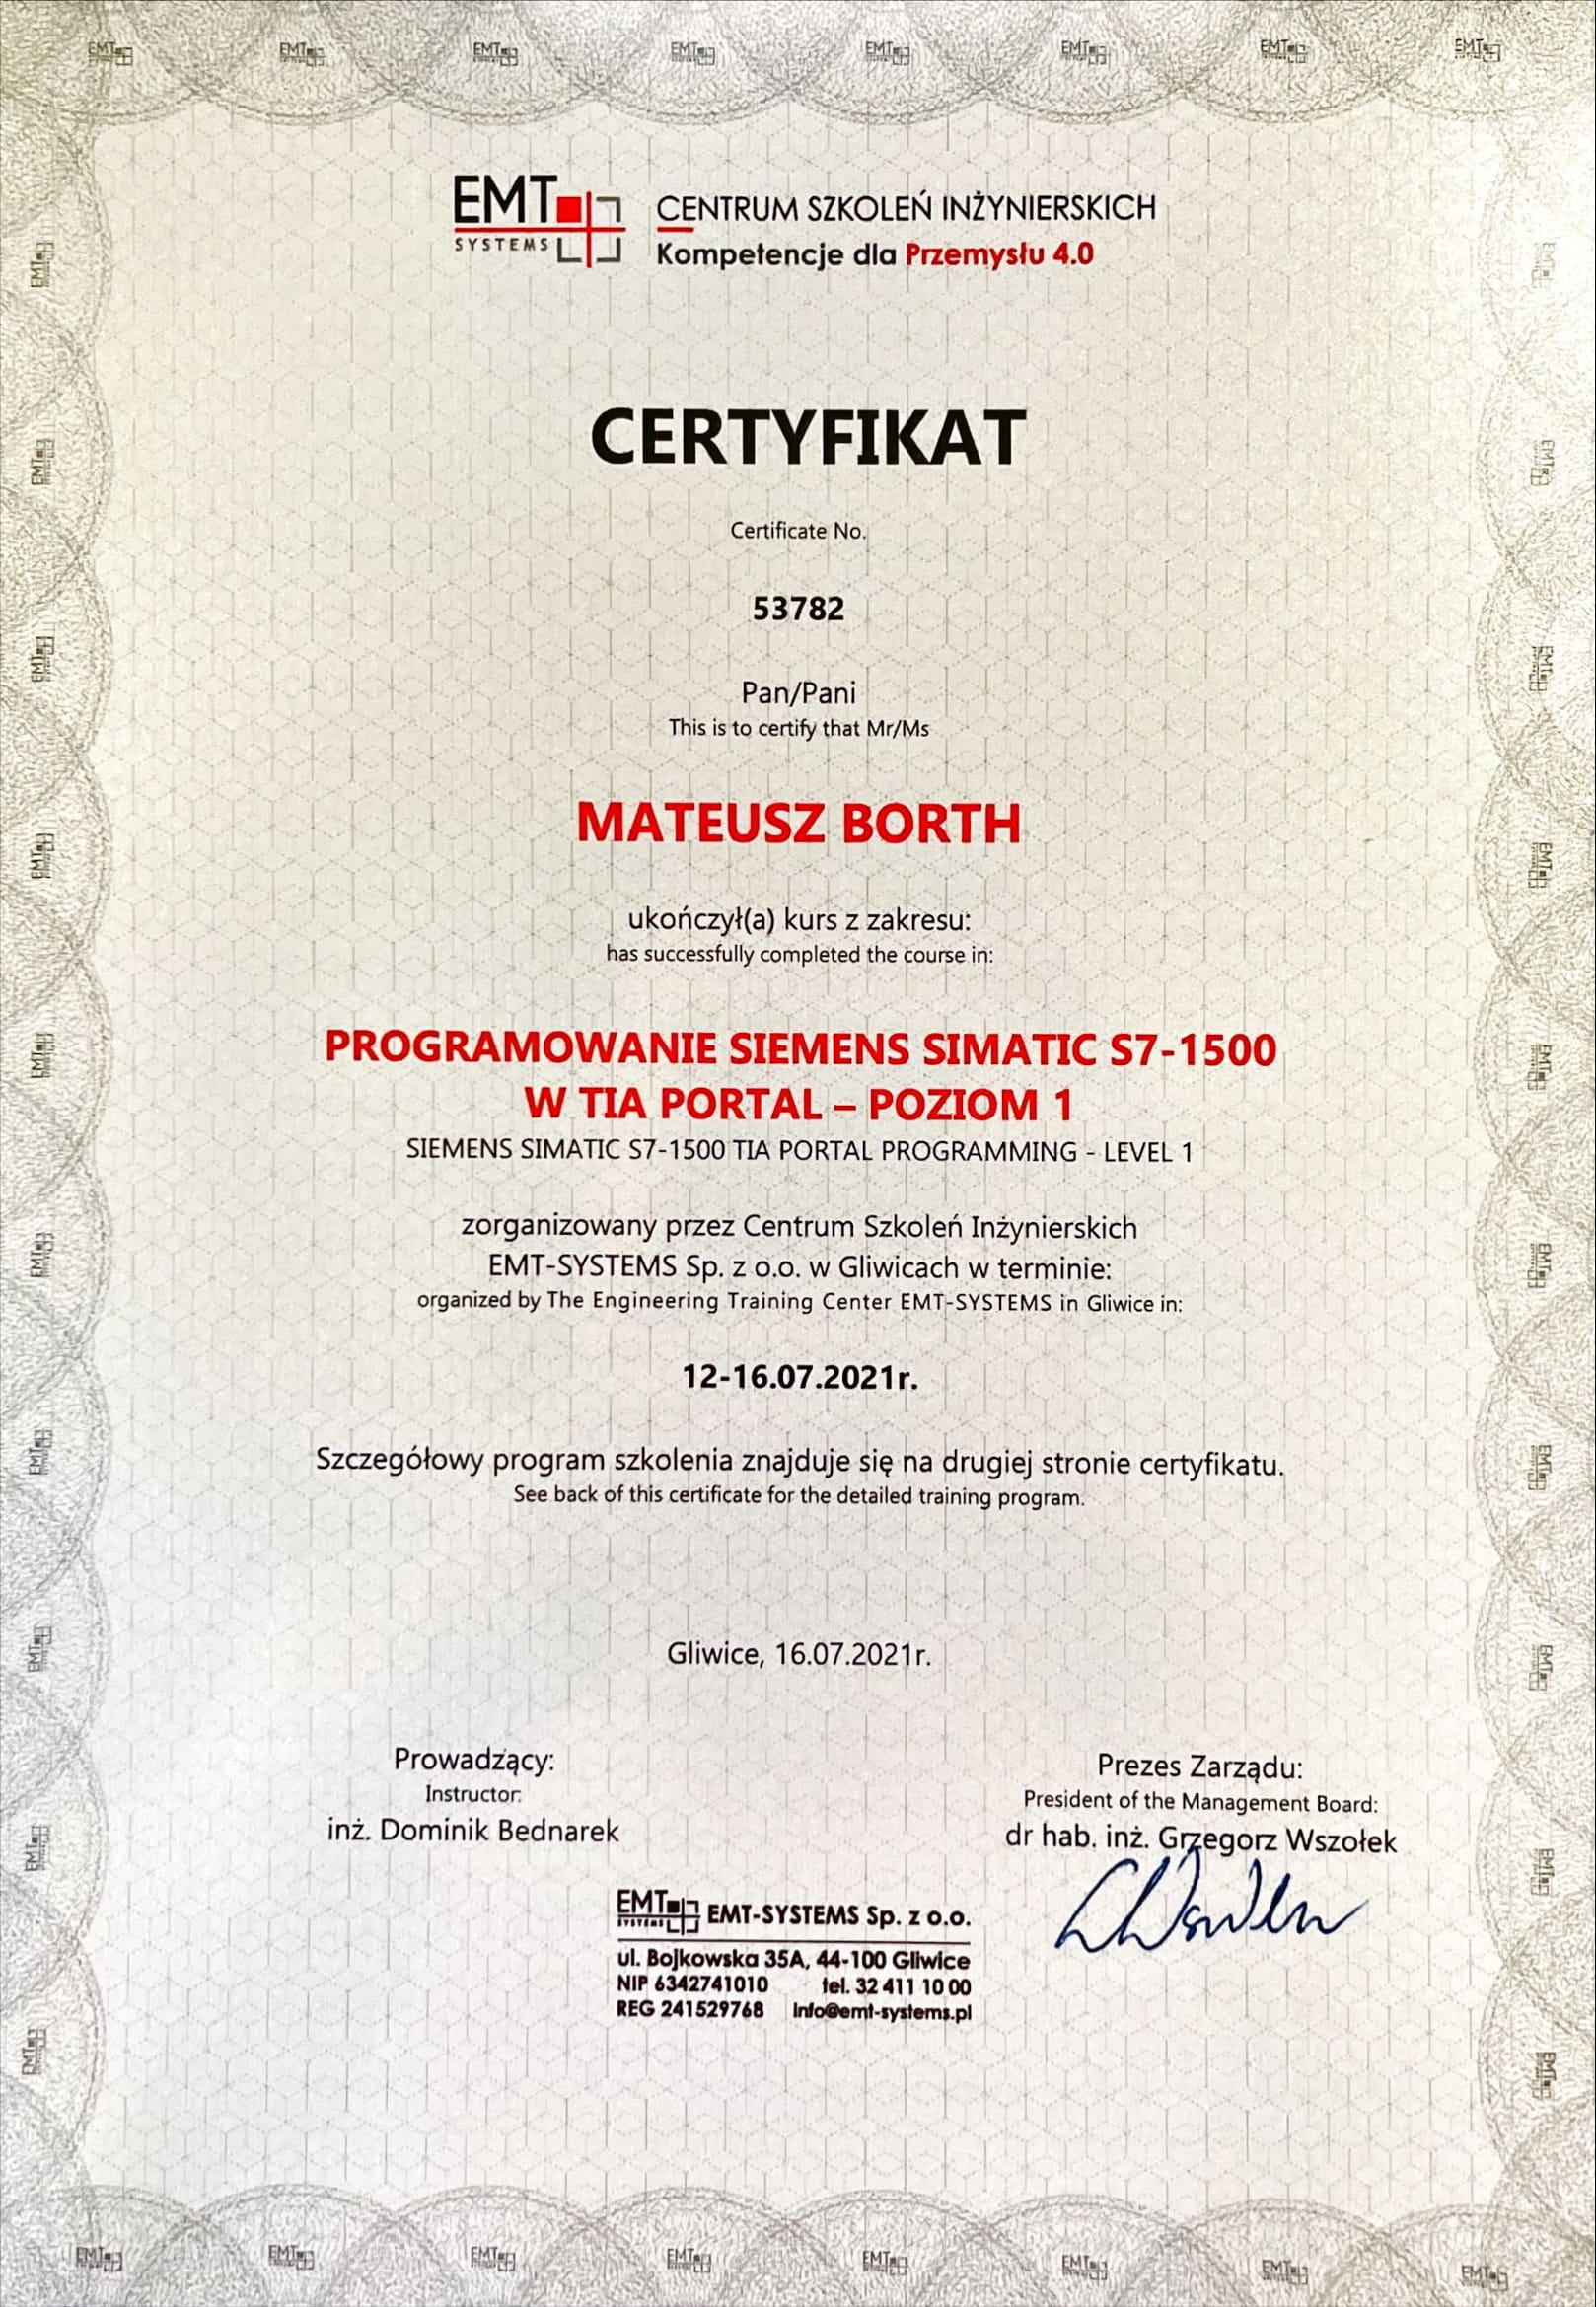 EMT SYSTEMS
CENTRUM SZKOLEŃ INŻYNIERSKICH
Kompetencje dla Przemysłu 4.0
CERTYFIKAT
Certificate No.
53782
Pan/Pani
This is to certify that Mr/Ms
MATEUSZ BORTH
ukończył(a) kurs z zakresu:
has successfully completed the course in:
PROGRAMOWANIE SIEMENS SIMATIC S7-1500
W TIA PORTAL – POZIOM 1
SIEMENS SIMATIC S7-1500 TIA PORTAL PROGRAMMING - LEVEL 1
zorganizowany przez Centrum Szkoleń Inżynierskich
EMT-SYSTEMS Sp. z o.o. w Gliwicach w terminie:
organized by The Engineering Training Center EMT-SYSTEMS in Gliwice in:
12-16.07.2021r.
Szczegółowy program szkolenia znajduje się na drugiej stronie certyfikatu.
See back of this certificate for the detailed training program.
Gliwice, 16.07.2021r.
Prowadzący:
Instructor:
inż. Dominik Bednarek
Prezes Zarządu:
President of the Management Board:
dr hab. inż. Grzegorz Wszołek
EMT SYSTEMS EMT-SYSTEMS Sp. z o.o.
ul. Bojkowska 35A, 44-100 Gliwice
NIP 6342741010 tel. 32 411 10 00
REG 241529768 info@emt-systems.pl